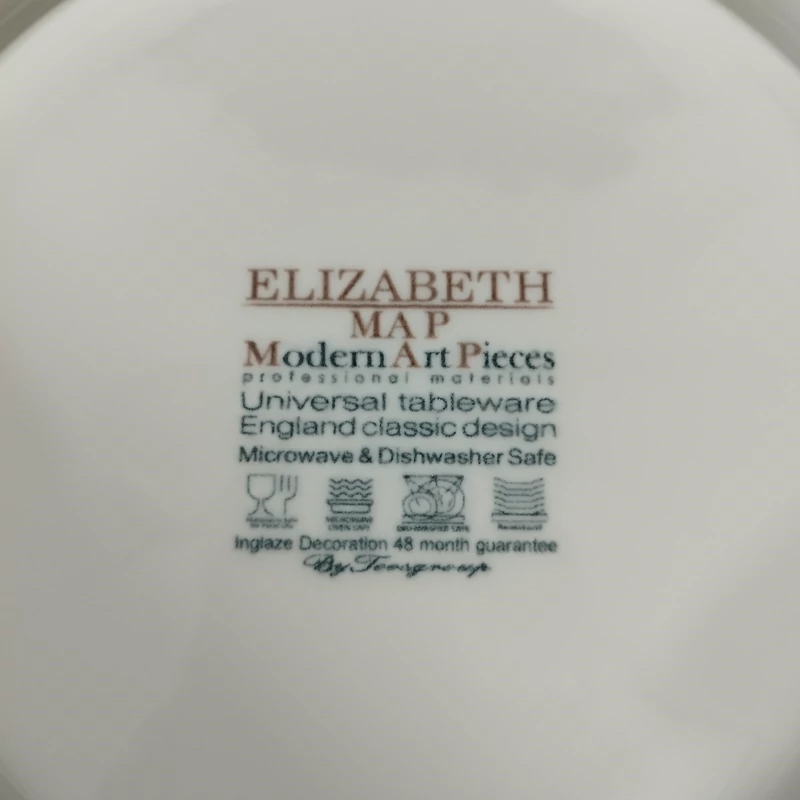 ELIZABETH
MAP
Modern Art Pieces
professional materials
Universal tableware
England classic design
Microwave & Dishwasher Safe
Inglaze Decoration 48 month guarantee
By